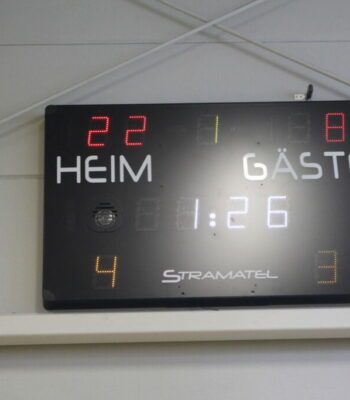 22 1 8
HEIM GÄST
1:26
4 STRAMATEL 3